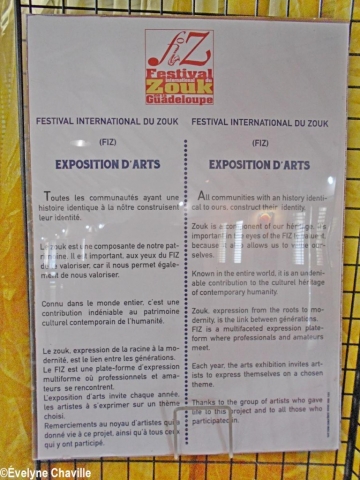 FiZ
Festival
International du
Zouk
Guadeloupe
FESTIVAL INTERNATIONAL DU ZOUK
(FIZ)
EXPOSITION D'ARTS
Toutes les communautés ayant une
histoire identique à la nôtre construisent
leur identité.
Le zouk est une composante de notre pat-
rimoine. Il est important, aux yeux du FIZ
de la valoriser, car il nous permet égale-
ment de nous valoriser.
Connu dans le monde entier, c'est une
contribution indéniable au patrimoine
culturel contemporain de l'humanité.
Le zouk, expression de la racine à la mo-
dernité, est le lien entre les générations.
Le FIZ est une plate-forme d'expression
multiforme où professionnels et ama-
teurs se rencontrent.
L'exposition d'arts invite chaque année,
les artistes à s'exprimer sur un thème
choisi.
Remerciements au noyau d'artistes qui a
donné vie à ce projet, ainsi qu'à tous ceux
qui y ont participé.
FESTIVAL INTERNATIONAL DU ZOUK
(FIZ)
EXPOSITION D'ARTS
All communities with an history identi-
cal to ours, construct their identity.
Zouk is a component of our heritage. It is
important in the eyes of the FIZ to
because it also allows us to value our-
selves.
Known in the entire world, it is an undeni-
able contribution to the cultural héritage
of contemporary humanity.
Zouk, expression from the roots to mo-
dernity, is the link between générations.
FIZ is a multifaceted expression plate-
form where professionals and amateurs
meet.
Each year, the arts exhibition invites art-
ists to express themselves on a chosen
theme.
Thanks to the group of artists who gave
life to this project and to all those who
participated in.
©Évelyne Chaville